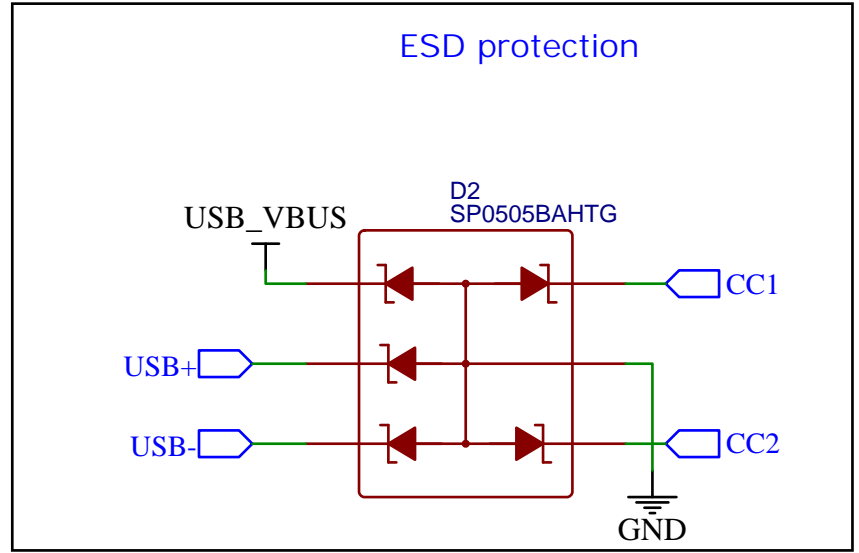 ESD protection
D2
SP0505BAHTG
USB_VBUS
CC1
USB+
USB-
CC2
GND